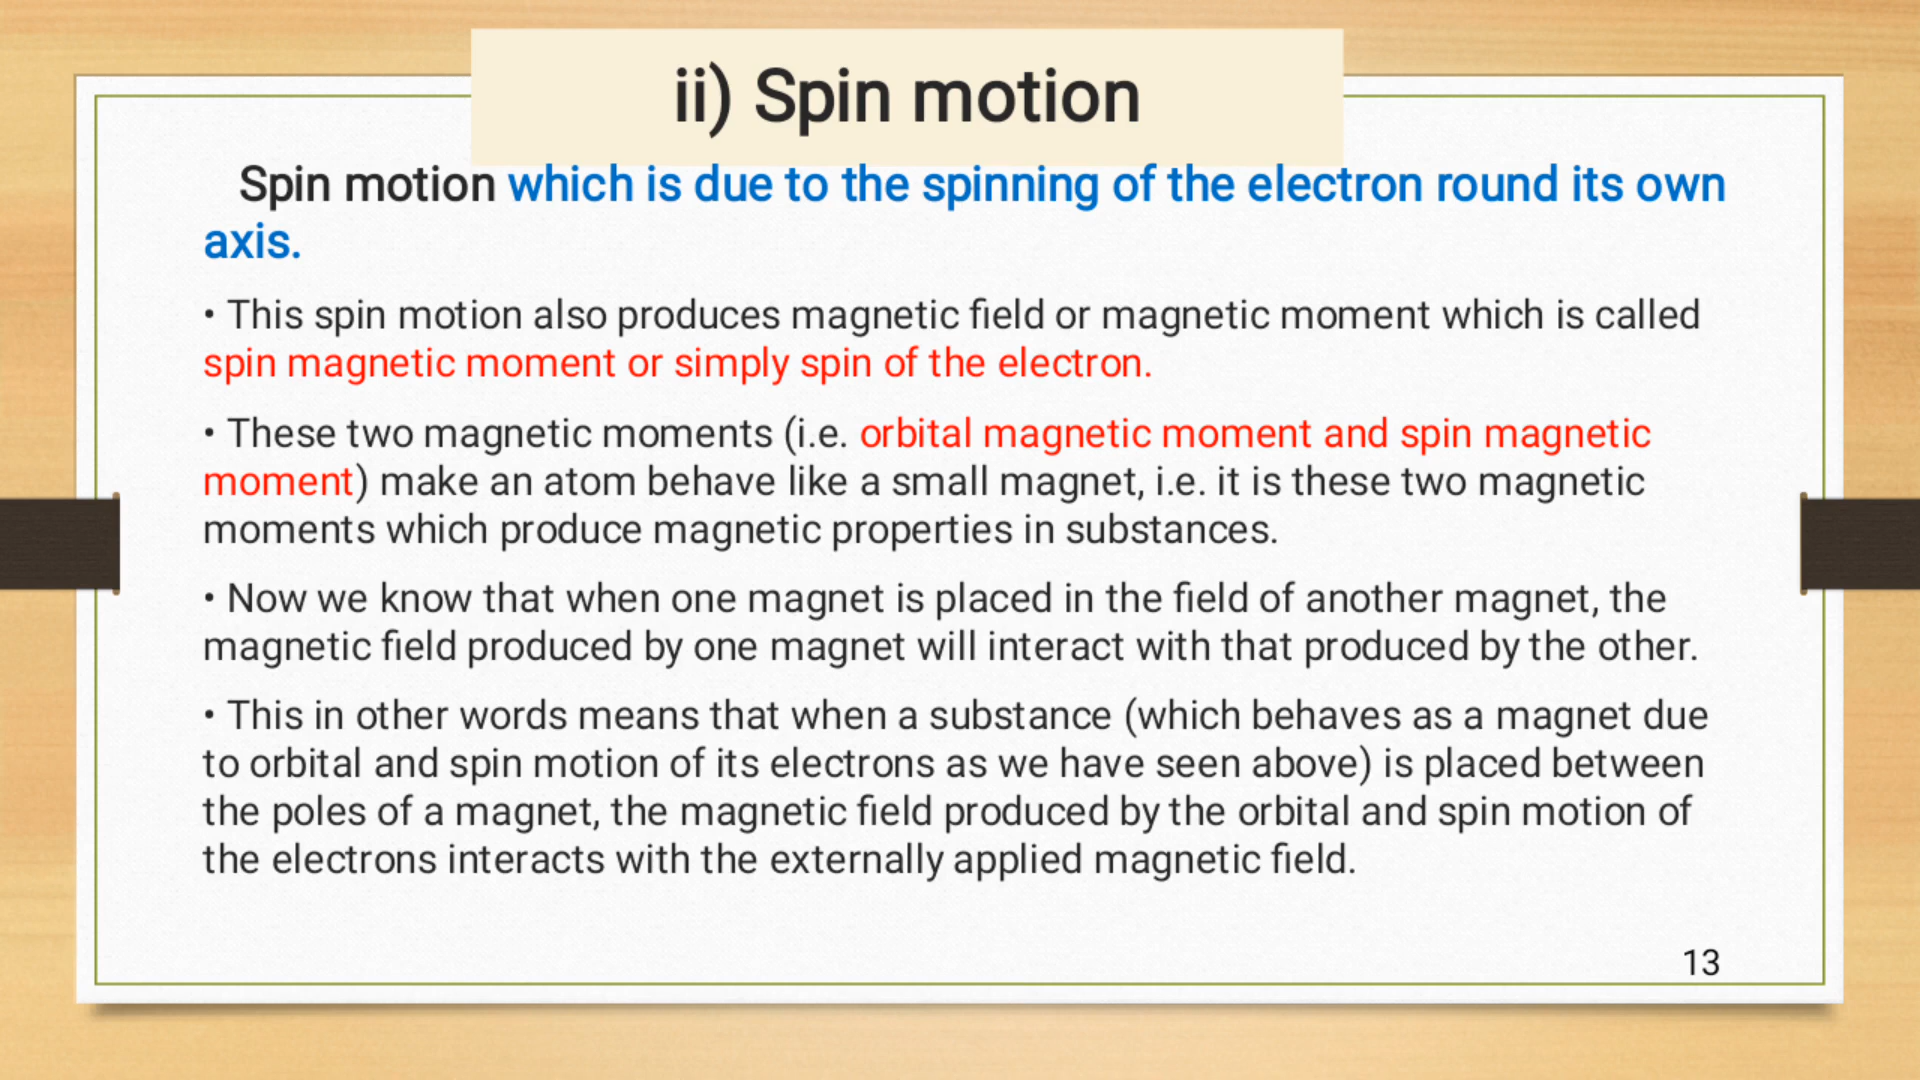 ii) Spin motion
Spin motion which is due to the spinning of the electron round its own
axis.
• This spin motion also produces magnetic field or magnetic moment which is called
spin magnetic moment or simply spin of the electron.
• These two magnetic moments (i.e. orbital magnetic moment and spin magnetic
moment) make an atom behave like a small magnet, i.e. it is these two magnetic
moments which produce magnetic properties in substances.
• Now we know that when one magnet is placed in the field of another magnet, the
magnetic field produced by one magnet will interact with that produced by the other.
• This in other words means that when a substance (which behaves as a magnet due
to orbital and spin motion of its electrons as we have seen above) is placed between
the poles of a magnet, the magnetic field produced by the orbital and spin motion of
the electrons interacts with the externally applied magnetic field.
13